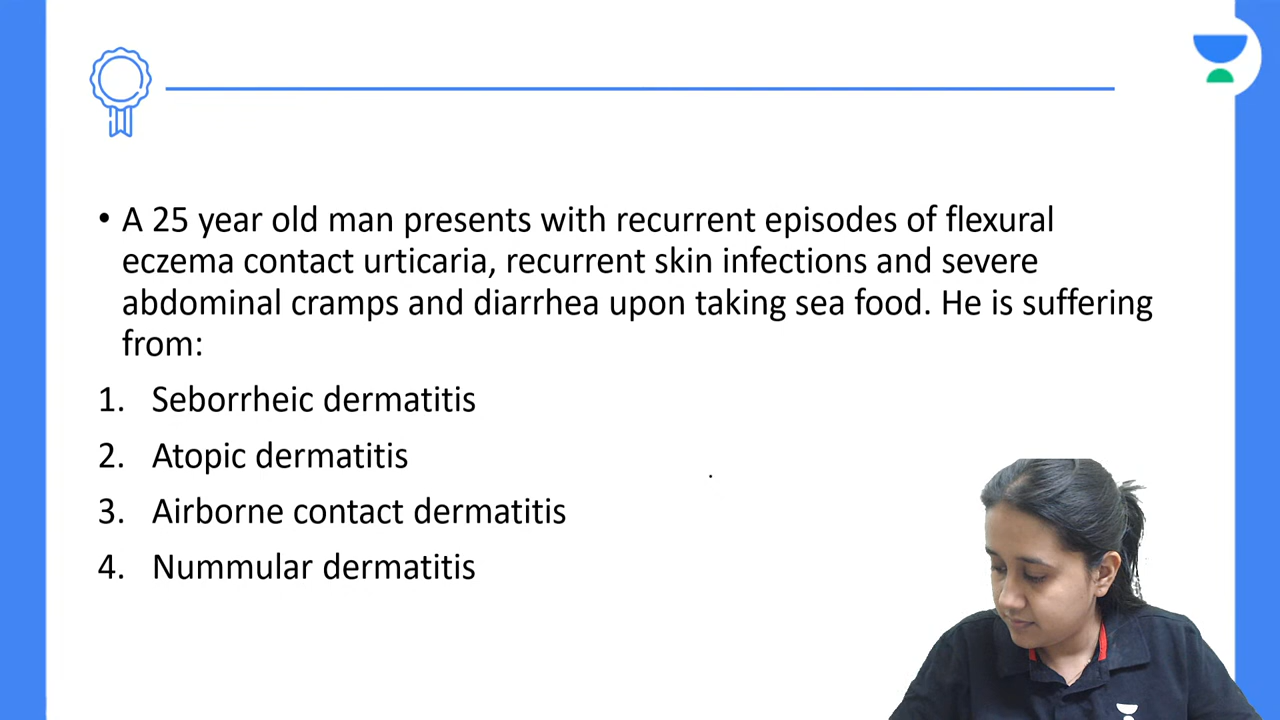 • A 25 year old man presents with recurrent episodes of flexural
eczema contact urticaria, recurrent skin infections and severe
abdominal cramps and diarrhea upon taking sea food. He is suffering
from:
1. Seborrheic dermatitis
2. Atopic dermatitis
3. Airborne contact dermatitis
4. Nummular dermatitis